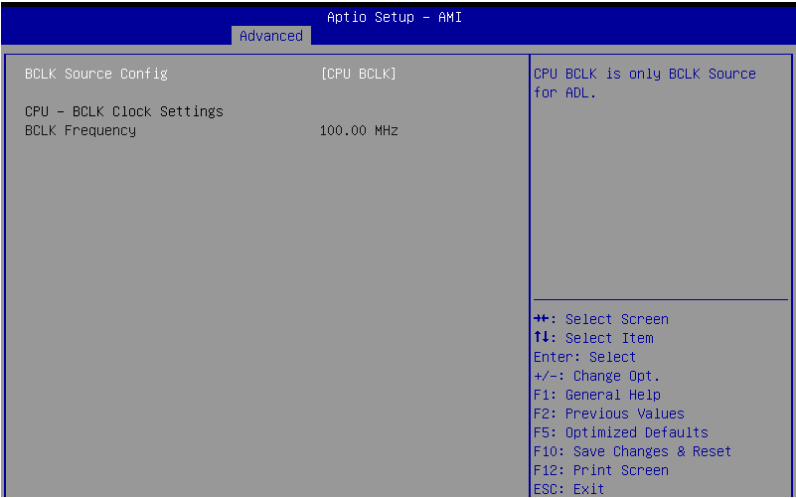 Aptio Setup – AMI
Advanced
BCLK Source Config [CPU BCLK]
CPU – BCLK Clock Settings
BCLK Frequency 100.00 MHz
CPU BCLK is only BCLK Source
for ADL.
→←: Select Screen
↑↓: Select Item
Enter: Select
+/-: Change Opt.
F1: General Help
F2: Previous Values
F5: Optimized Defaults
F10: Save Changes & Reset
F12: Print Screen
ESC: Exit